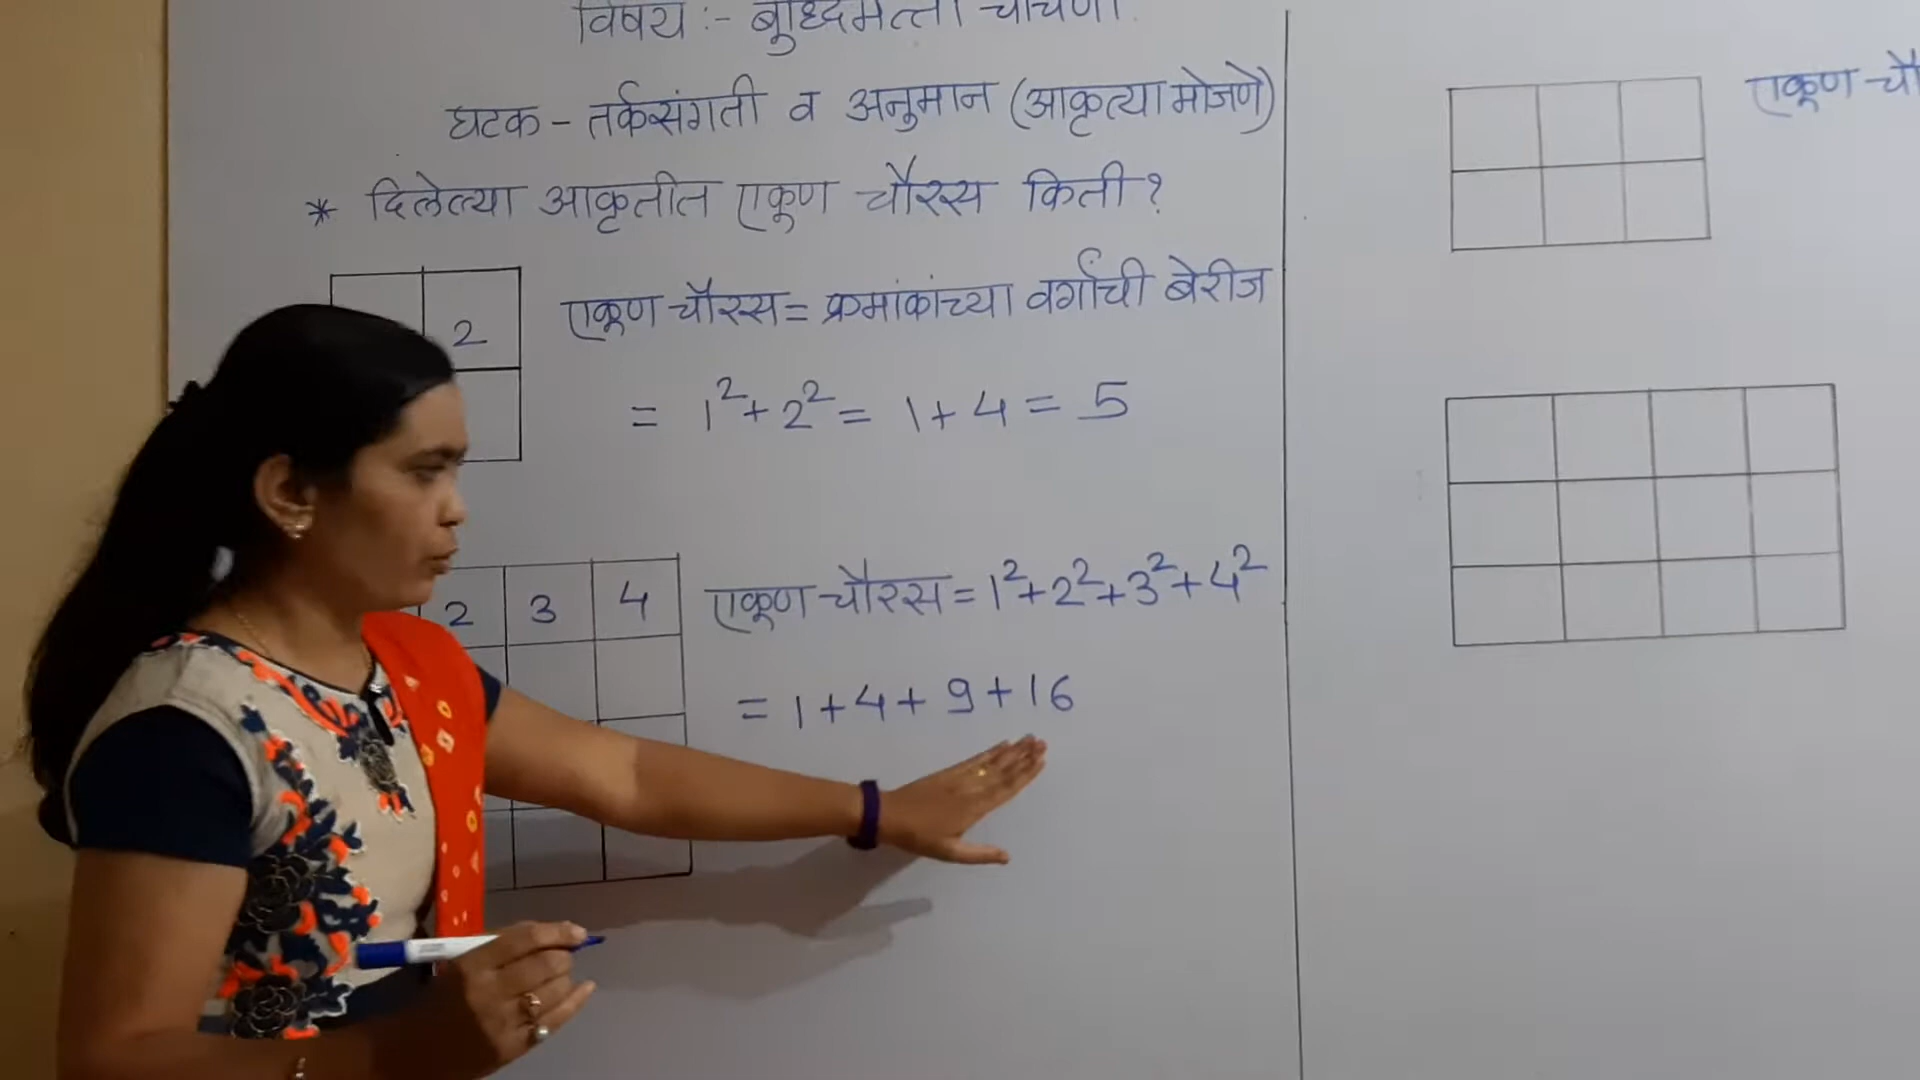 विषय :- बुध्दिमत्ता चाचणी
घटक - तर्कसंगती व अनुमान (आकृत्या मोजणे)
* दिलेल्या आकृतीत एकूण चौरस किती ?
2
एकूण चौरस = क्रमांकांच्या वर्गांची बेरीज
= 1² + 2² = 1 + 4 = 5
2 3 4
एकूण चौरस = 1² + 2² + 3² + 4²
= 1 + 4 + 9 + 16
एकूण